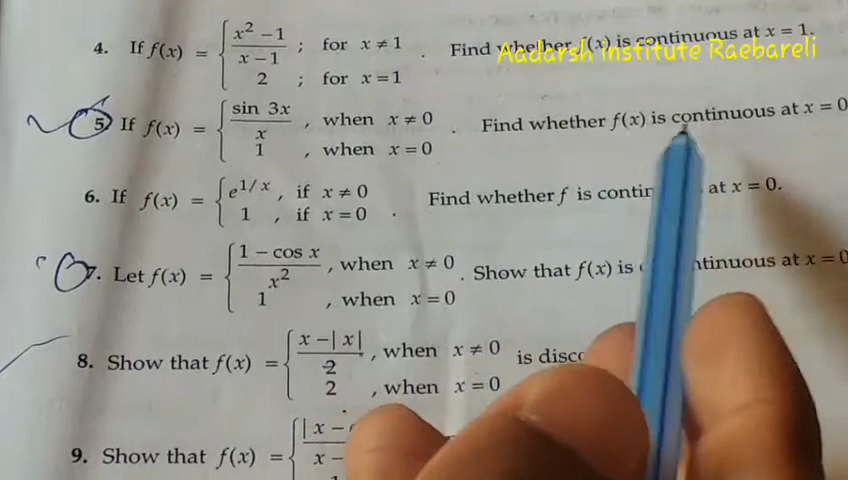 4. If f(x) = { x² − 1 / x − 1 ; for x ≠ 1 . Find whether f(x) is continuous at x = 1.
2 ; for x = 1
Aadarsh institute Raebareli
5. If f(x) = { sin 3x / x , when x ≠ 0 . Find whether f(x) is continuous at x = 0
1 , when x = 0
6. If f(x) = { e^{1/x} , if x ≠ 0 Find whether f is at x = 0.
1 , if x = 0 .
7. Let f(x) = { 1 − cos x / x² , when x ≠ 0 . Show that f(x) is at x = 0
1 , when x = 0
8. Show that f(x) = { x − | x | / 2 , when x ≠ 0 is
2 , when x = 0
9. Show that f(x) = { | x − / x −